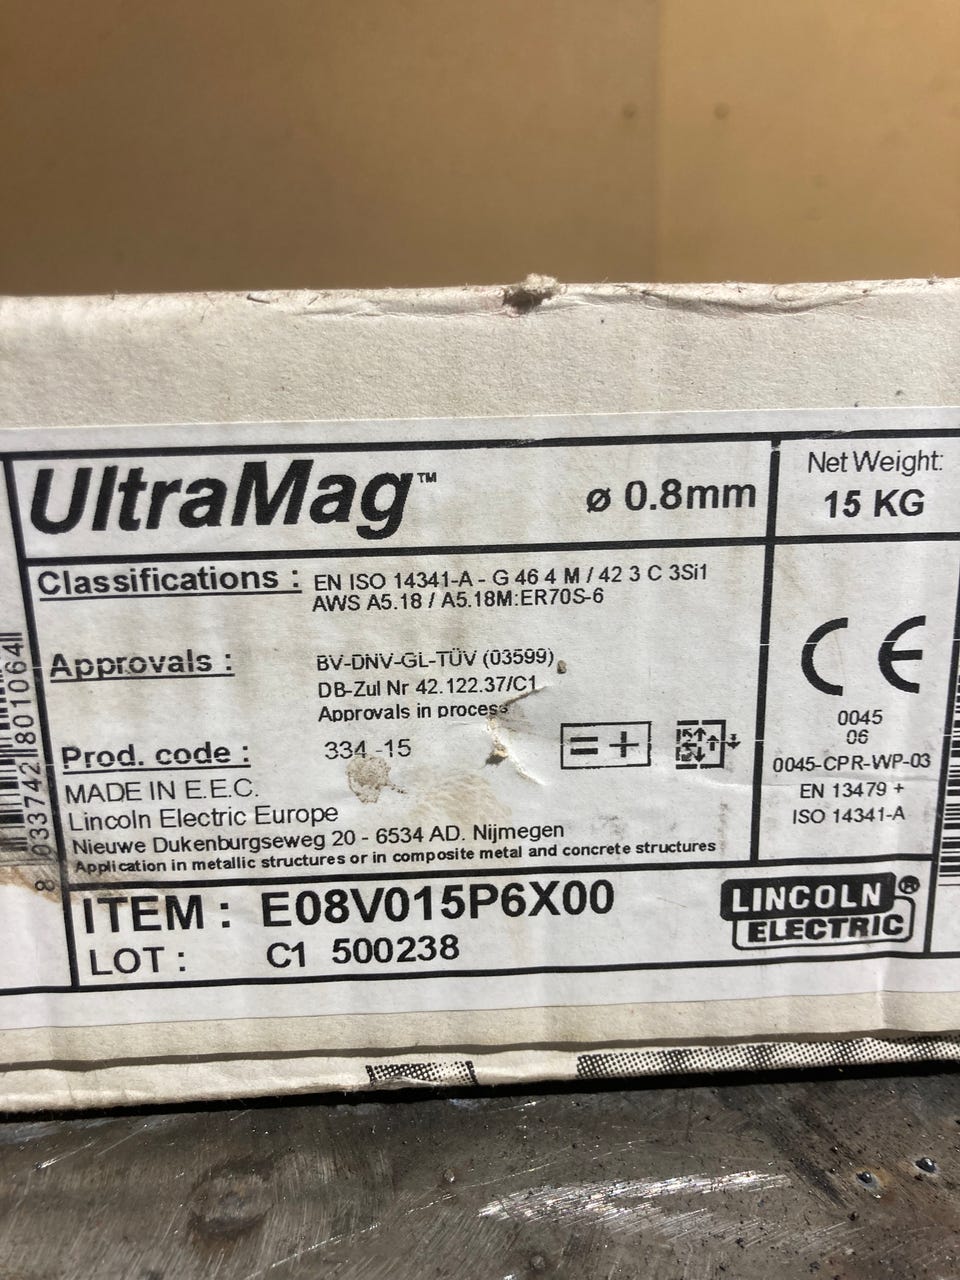 UltraMag™
ø 0.8mm
Net Weight:
15 KG
Classifications :
EN ISO 14341-A - G 46 4 M / 42 3 C 3Si1
AWS A5.18 / A5.18M:ER70S-6
Approvals :
BV-DNV-GL-TÜV (03599)
DB-Zul Nr 42.122.37/C1
Approvals in process
Prod. code :
334 -15
= +
MADE IN E.E.C.
Lincoln Electric Europe
Nieuwe Dukenburgseweg 20 - 6534 AD. Nijmegen
Application in metallic structures or in composite metal and concrete structures
CE
0045
06
0045-CPR-WP-03
EN 13479 +
ISO 14341-A
ITEM : E08V015P6X00
LOT : C1 500238
LINCOLN ®
ELECTRIC
8 033742 801064